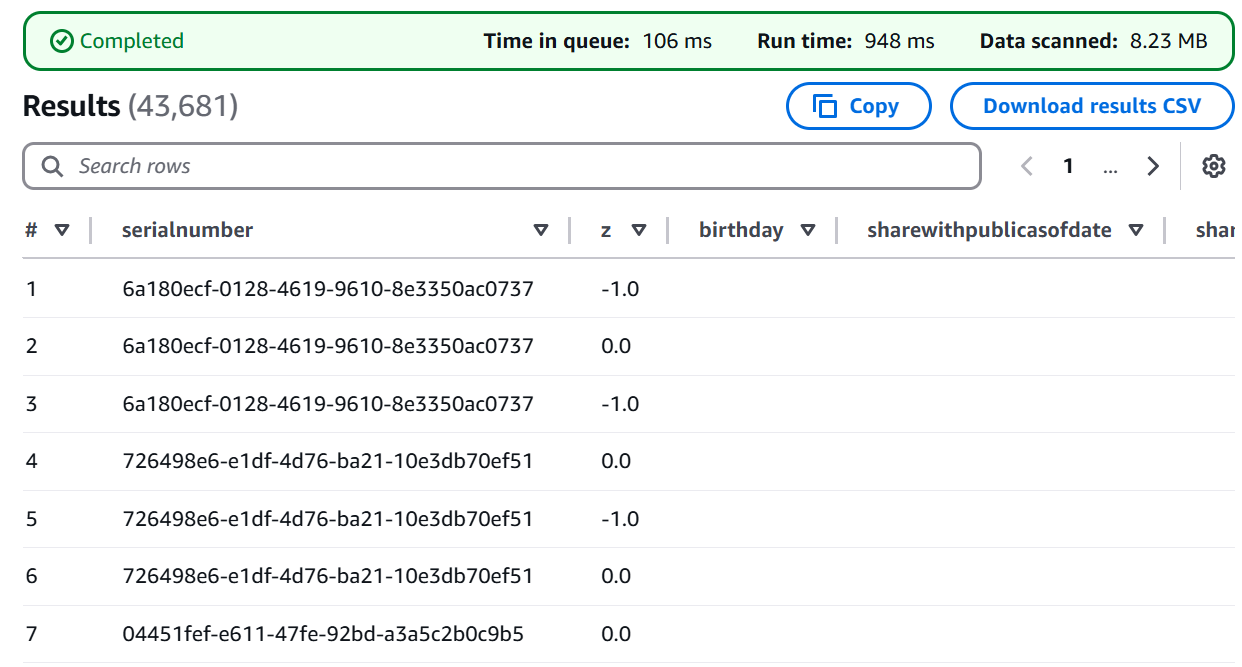 Completed Time in queue: 106 ms Run time: 948 ms Data scanned: 8.23 MB
Results (43,681) Copy Download results CSV
Search rows 1 ...
# serialnumber z birthday sharewithpublicasofdate shar
1 6a180ecf-0128-4619-9610-8e3350ac0737 -1.0
2 6a180ecf-0128-4619-9610-8e3350ac0737 0.0
3 6a180ecf-0128-4619-9610-8e3350ac0737 -1.0
4 726498e6-e1df-4d76-ba21-10e3db70ef51 0.0
5 726498e6-e1df-4d76-ba21-10e3db70ef51 -1.0
6 726498e6-e1df-4d76-ba21-10e3db70ef51 0.0
7 04451fef-e611-47fe-92bd-a3a5c2b0c9b5 0.0